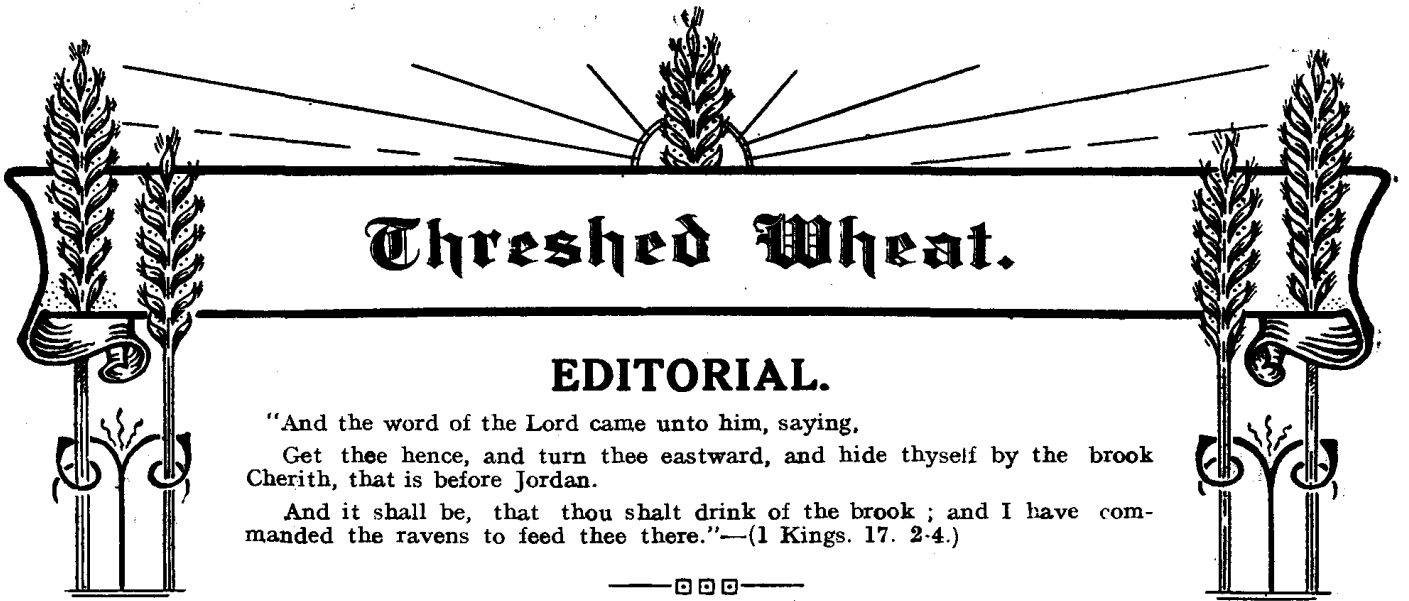 Threshed Wheat.
EDITORIAL.
"And the word of the Lord came unto him, saying,
Get thee hence, and turn thee eastward, and hide thyself by the brook
Cherith, that is before Jordan.
And it shall be, that thou shalt drink of the brook ; and I have com-
manded the ravens to feed thee there."—(1 Kings. 17. 2-4.)